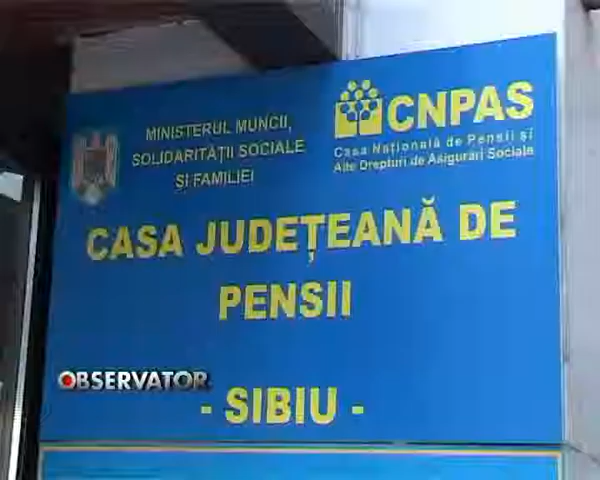 MINISTERUL MUNCII,
SOLIDARITĂȚII SOCIALE
ȘI FAMILIEI
CNPAS
Casa Națională de Pensii și
Alte Drepturi de Asigurări Sociale
CASA JUDEȚEANĂ DE
PENSII
OBSERVATOR
- SIBIU -